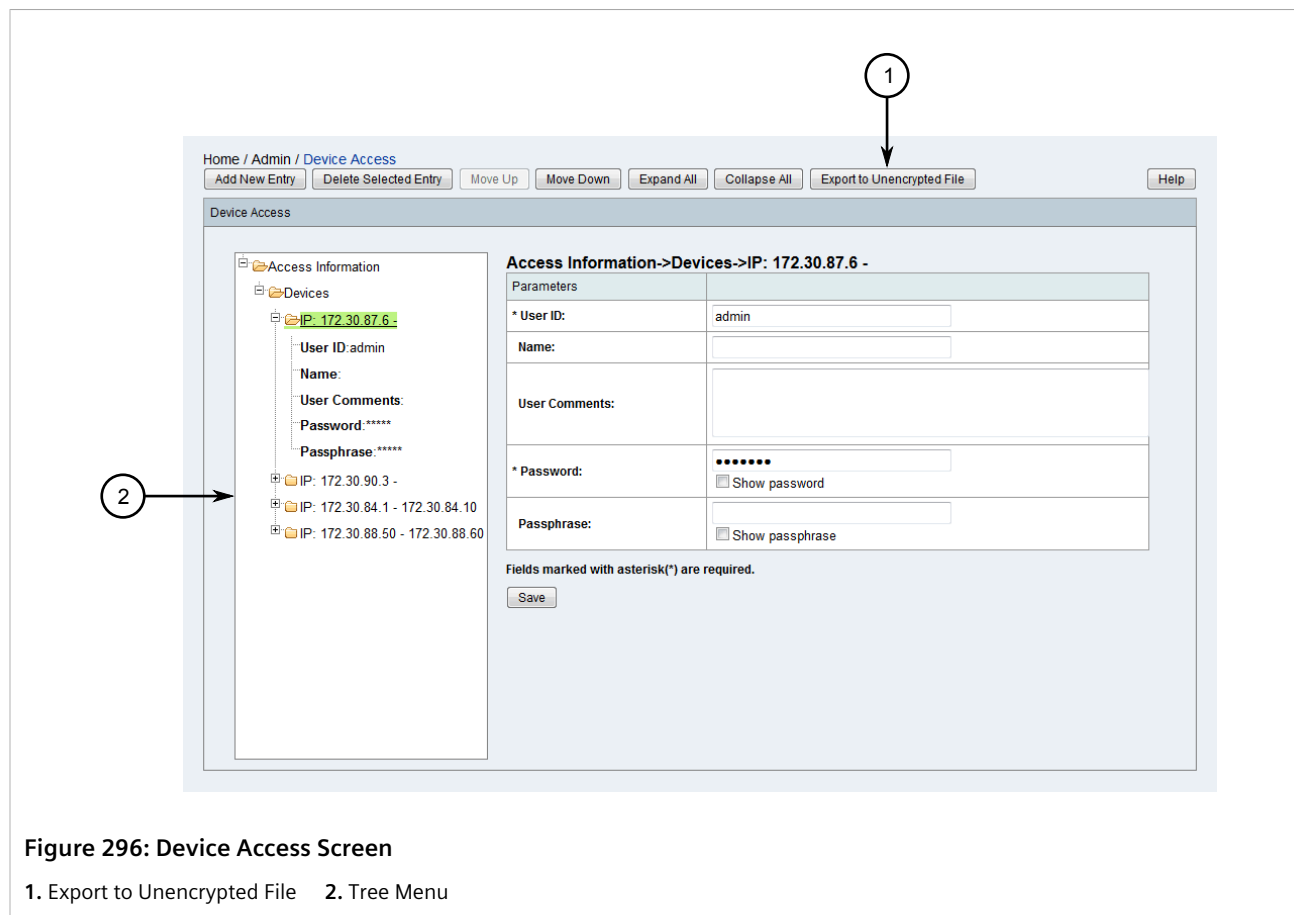 1
Home / Admin / Device Access
Add New Entry Delete Selected Entry Move Up Move Down Expand All Collapse All Export to Unencrypted File Help
Device Access
Access Information
Devices
IP: 172.30.87.6 -
User ID:admin
Name:
User Comments:
Password:*****
Passphrase:*****
IP: 172.30.90.3 -
IP: 172.30.84.1 - 172.30.84.10
IP: 172.30.88.50 - 172.30.88.60
2
Access Information->Devices->IP: 172.30.87.6 -
Parameters
* User ID: admin
Name:
User Comments:
* Password: •••••••
Show password
Passphrase:
Show passphrase
Fields marked with asterisk(*) are required.
Save
Figure 296: Device Access Screen
1. Export to Unencrypted File 2. Tree Menu